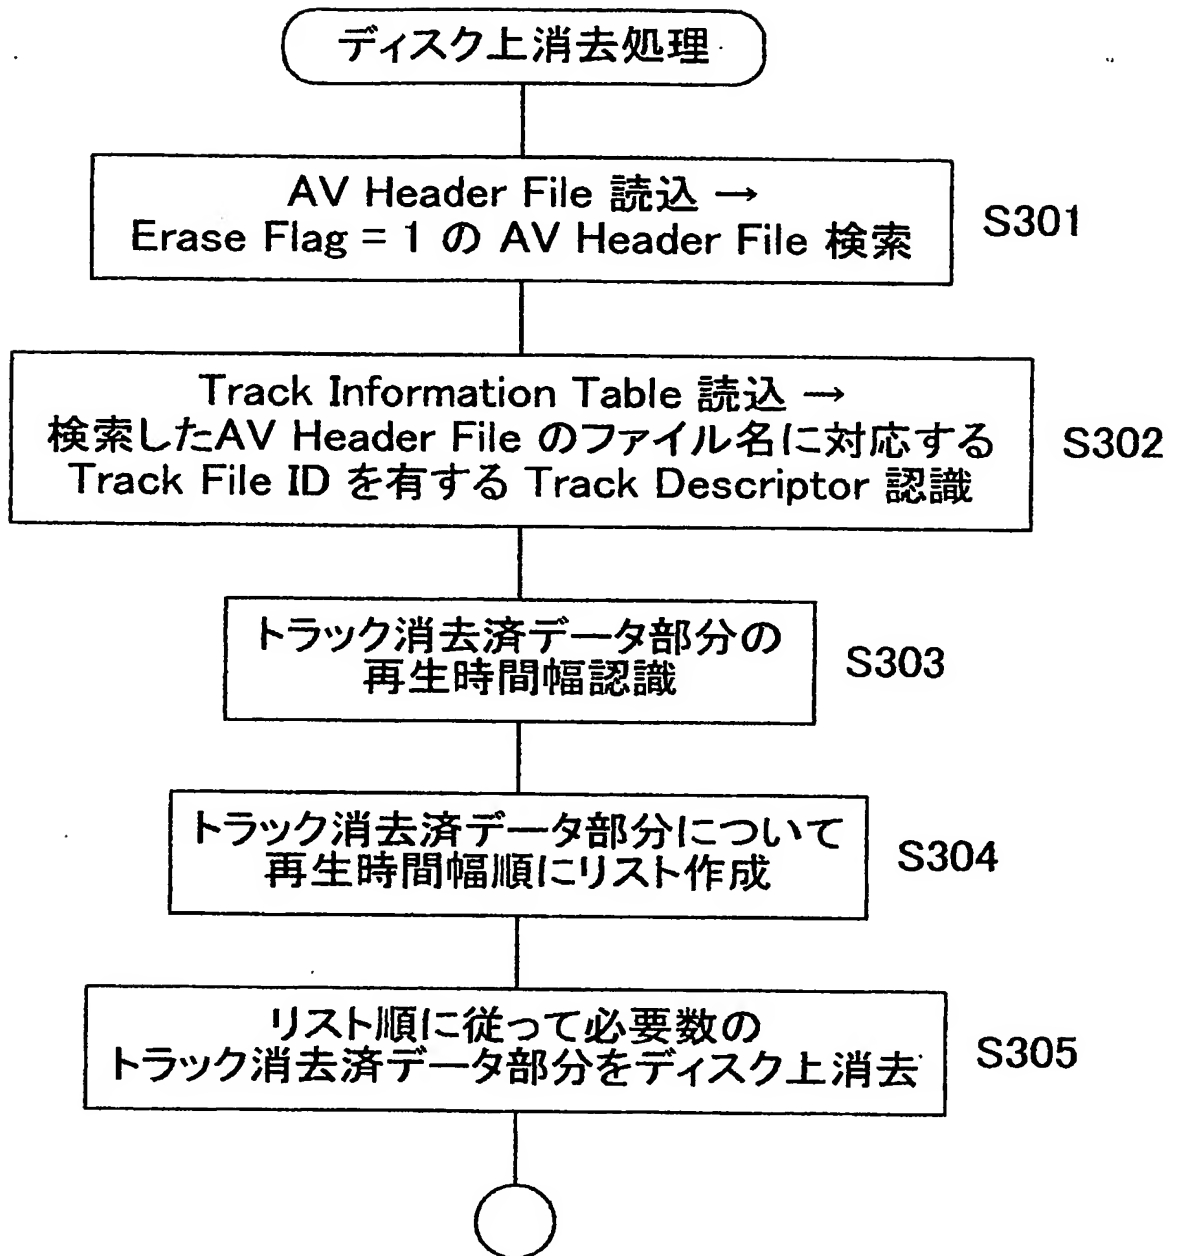 ディスク上消去処理
AV Header File 読込 →
Erase Flag = 1 の AV Header File 検索
S301
Track Information Table 読込 →
検索したAV Header File のファイル名に対応する
Track File ID を有する Track Descriptor 認識
S302
トラック消去済データ部分の
再生時間幅認識
S303
トラック消去済データ部分について
再生時間幅順にリスト作成
S304
リスト順に従って必要数の
トラック消去済データ部分をディスク上消去
S305